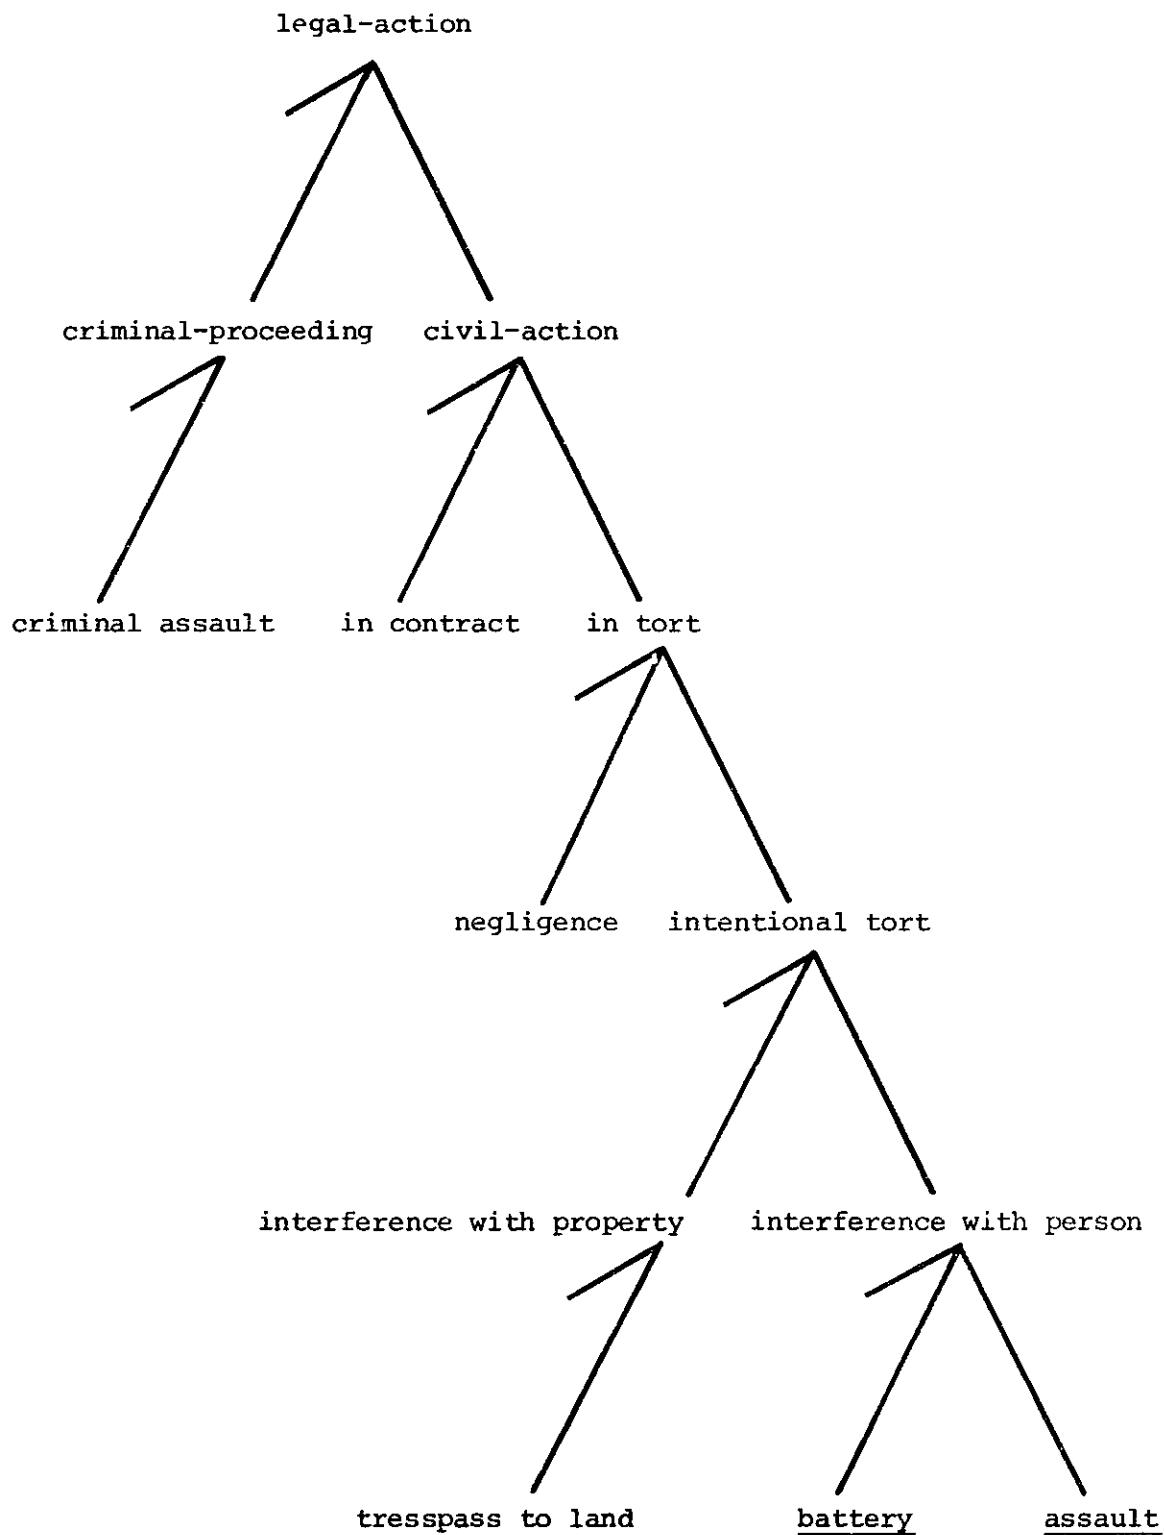 legal-action
criminal-proceeding civil-action
criminal assault in contract in tort
negligence intentional tort
interference with property interference with person
tresspass to land battery assault